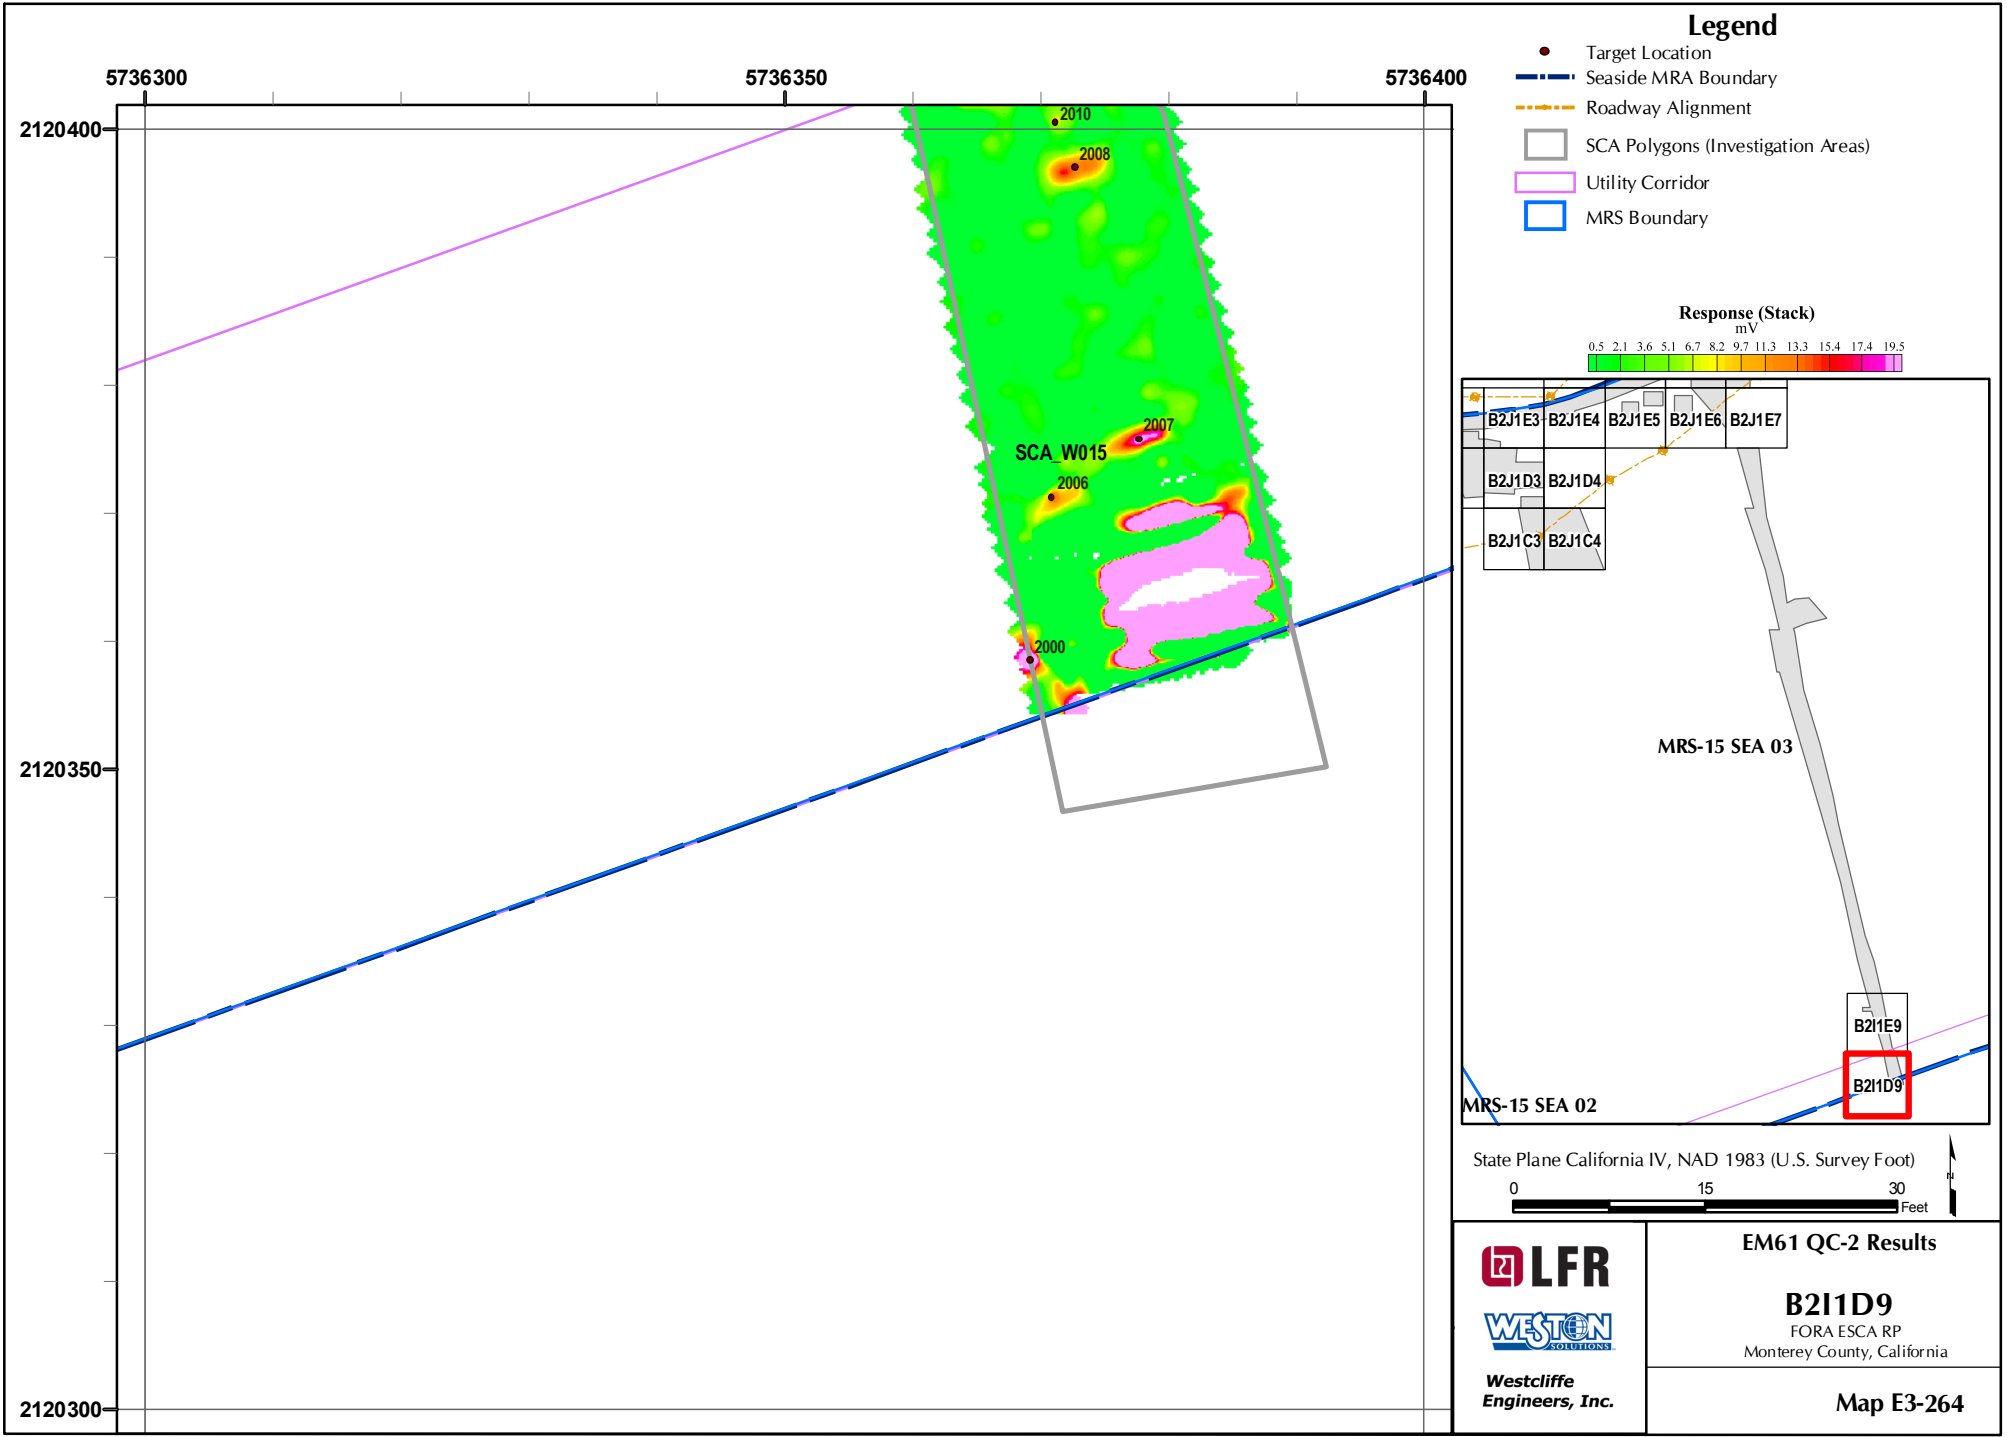 Legend
Target Location
Seaside MRA Boundary
Roadway Alignment
SCA Polygons (Investigation Areas)
Utility Corridor
MRS Boundary
5736300
5736350
5736400
2120400
2120350
2120300
2010
2008
2007
SCA_W015
2006
2000
Response (Stack)
mV
0.5 2.1 3.6 5.1 6.7 8.2 9.7 11.3 13.3 15.4 17.4 19.5
B2J1E3 B2J1E4 B2J1E5 B2J1E6 B2J1E7
B2J1D3 B2J1D4
B2J1C3 B2J1C4
MRS-15 SEA 03
B2I1E9
B2I1D9
MRS-15 SEA 02
State Plane California IV, NAD 1983 (U.S. Survey Foot)
N
0 15 30
Feet
LFR
WESTON
SOLUTIONS
Westcliffe
Engineers, Inc.
EM61 QC-2 Results
B2I1D9
FORA ESCA RP
Monterey County, California
Map E3-264